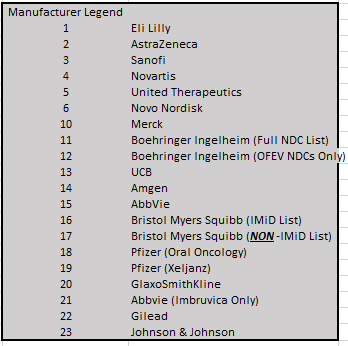 Manufacturer Legend
1 Eli Lilly
2 AstraZeneca
3 Sanofi
4 Novartis
5 United Therapeutics
6 Novo Nordisk
10 Merck
11 Boehringer Ingelheim (Full NDC List)
12 Boehringer Ingelheim (OFEV NDCs Only)
13 UCB
14 Amgen
15 AbbVie
16 Bristol Myers Squibb (IMiD List)
17 Bristol Myers Squibb (NON-IMiD List)
18 Pfizer (Oral Oncology)
19 Pfizer (Xeljanz)
20 GlaxoSmithKline
21 Abbvie (Imbruvica Only)
22 Gilead
23 Johnson & Johnson